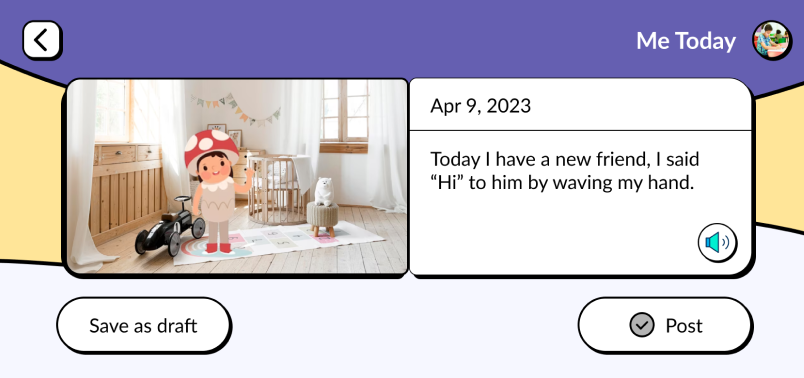 Me Today
Apr 9, 2023
Today I have a new friend, I said
“Hi” to him by waving my hand.
Save as draft
Post